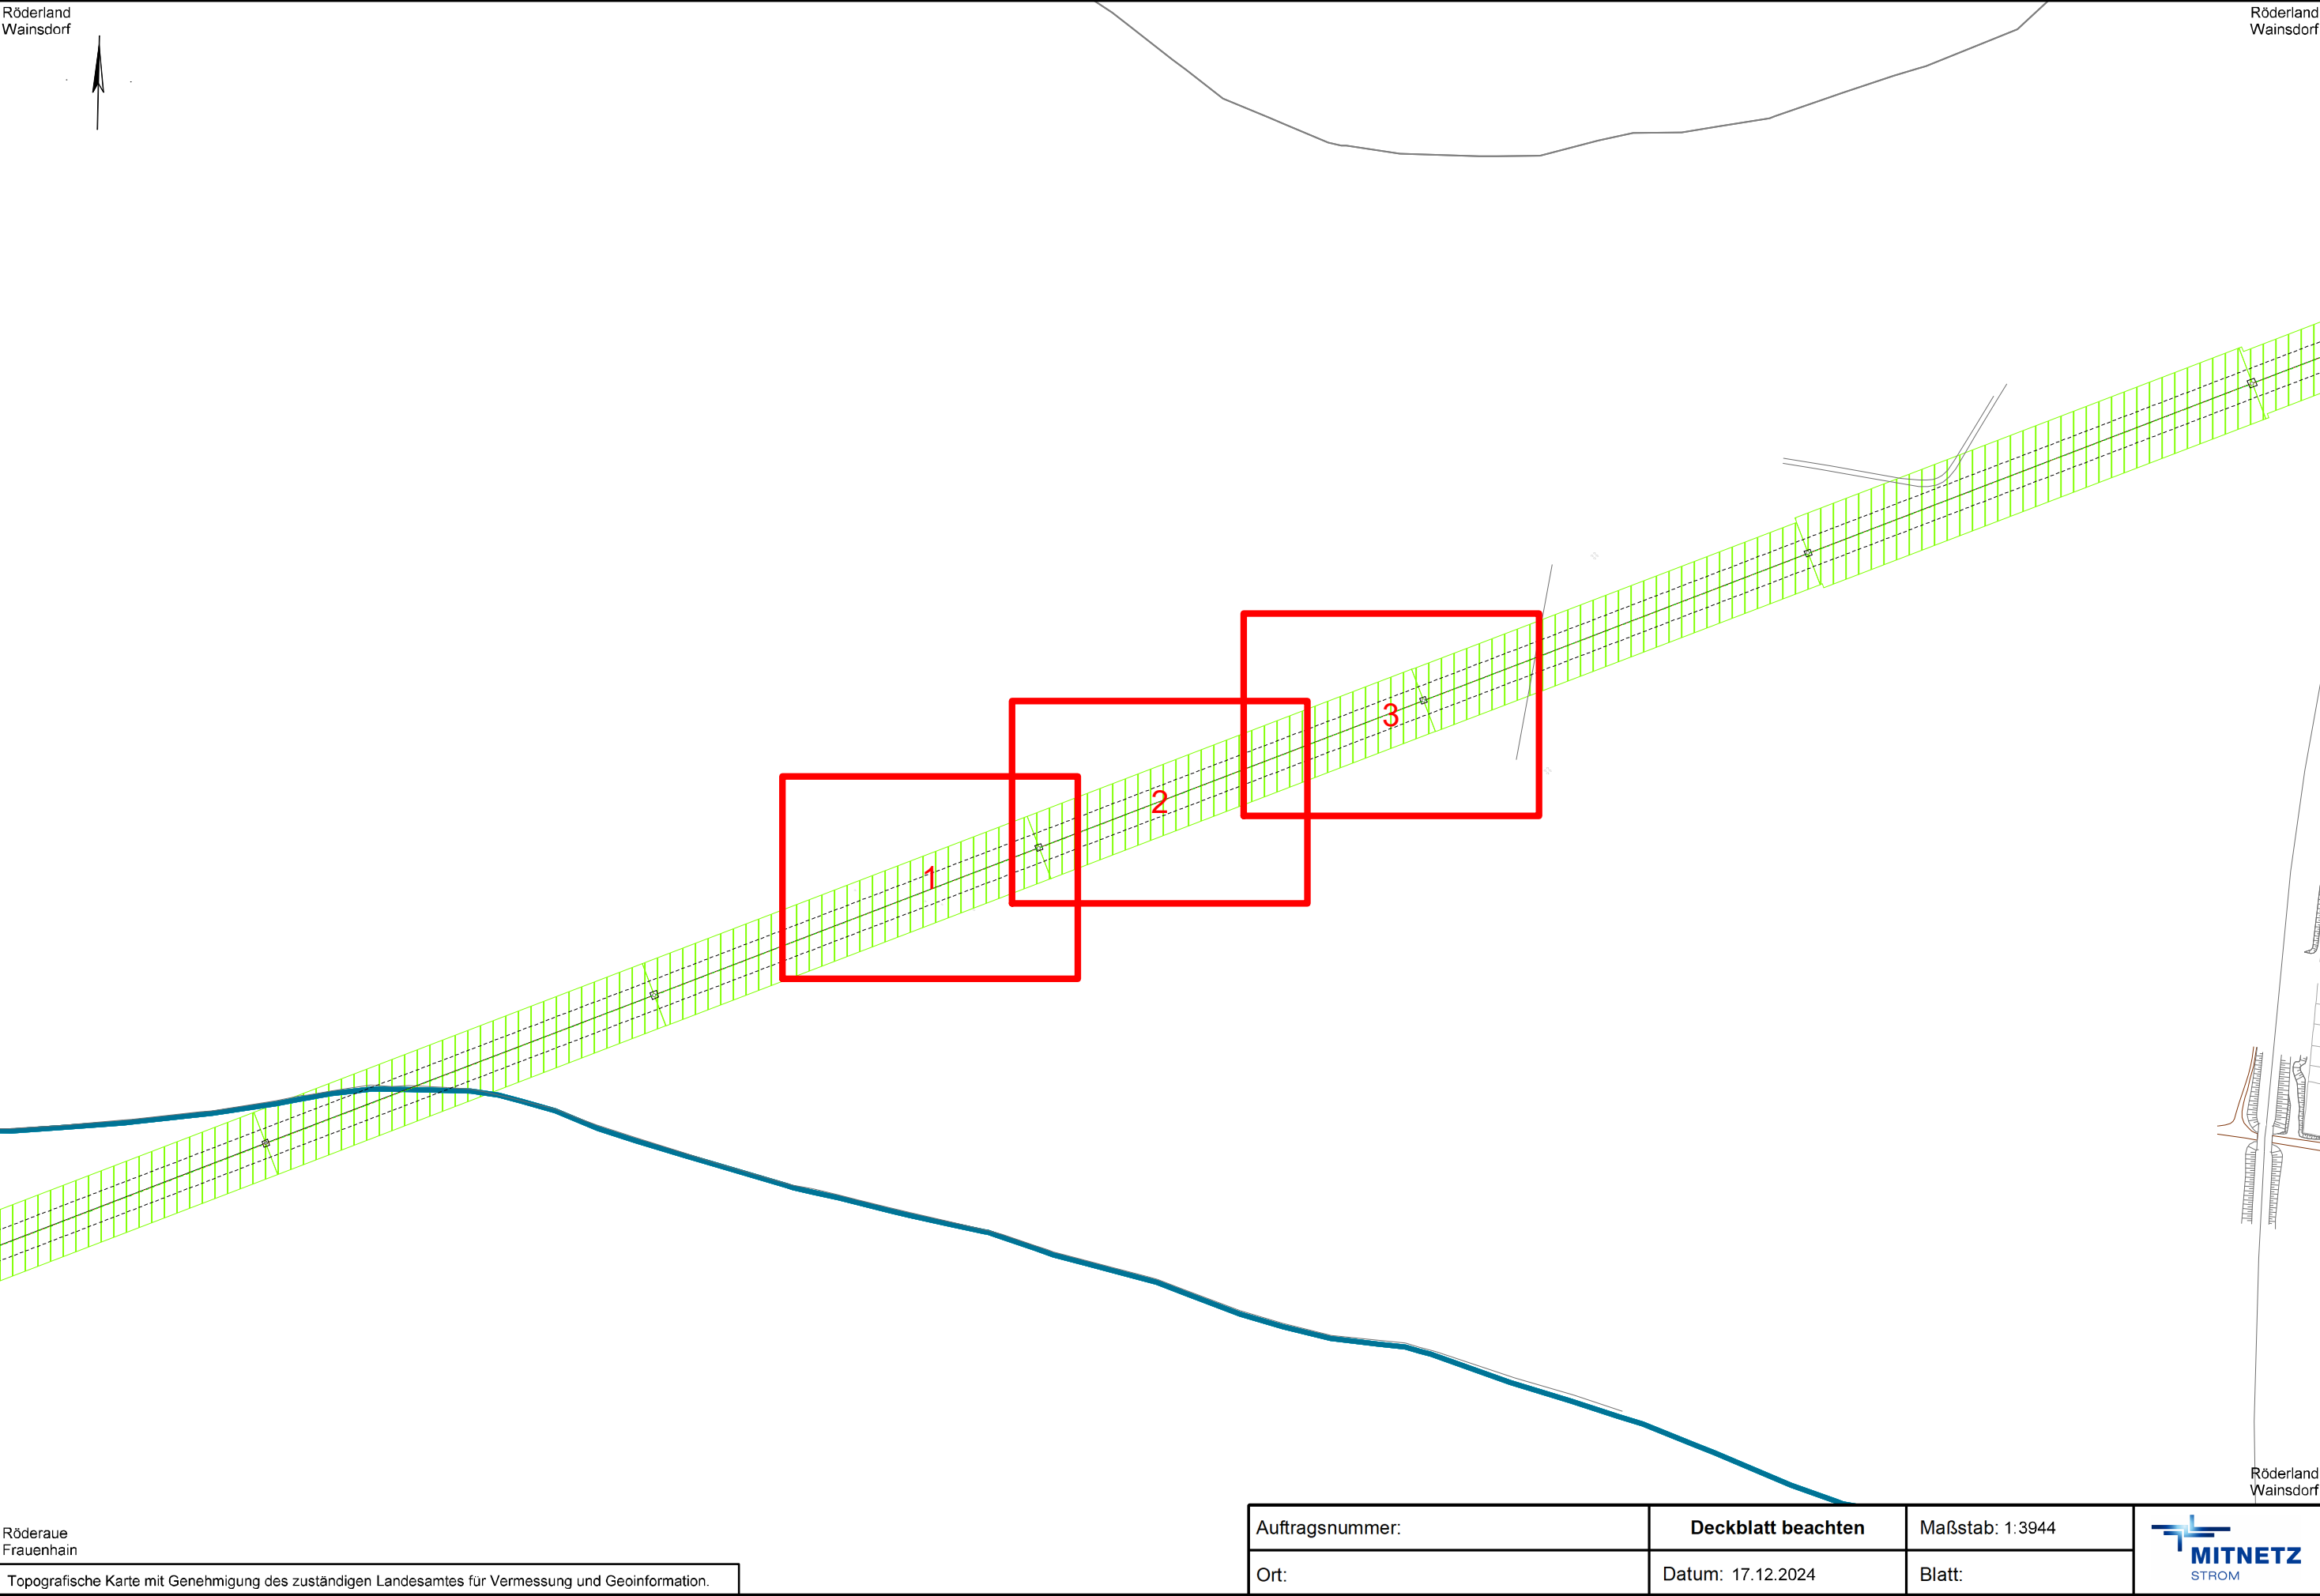 Röderland
Wainsdorf
Röderland
Wainsdorf
3
2
1
Röderland
Wainsdorf
Röderaue
Frauenhain
Topografische Karte mit Genehmigung des zuständigen Landesamtes für Vermessung und Geoinformation.
Auftragsnummer:
Deckblatt beachten
Maßstab: 1:3944
Ort:
Datum: 17.12.2024
Blatt:
MITNETZ
STROM